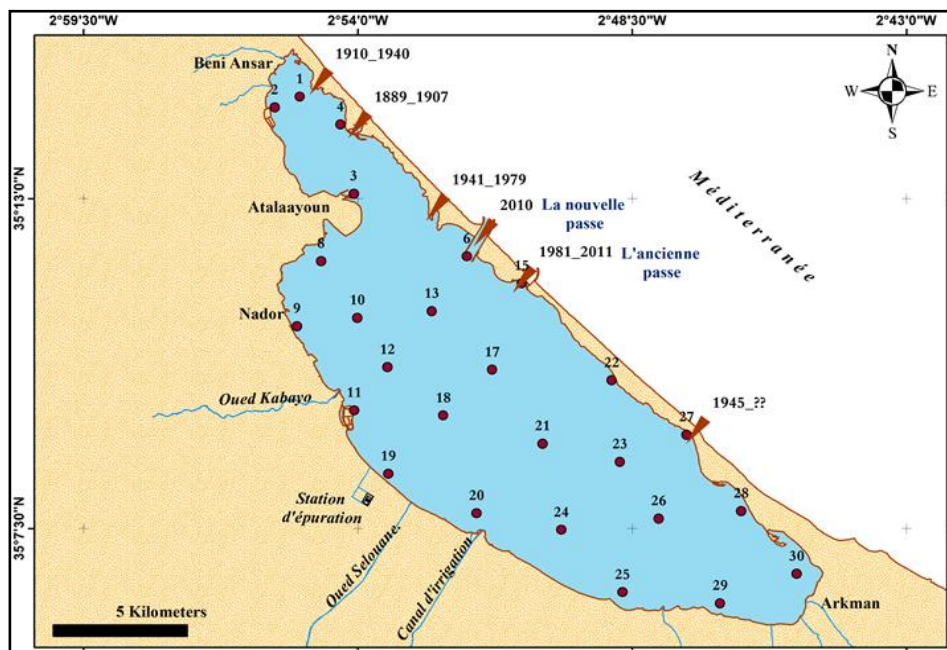 2°59'30"W
2°54'0"W
2°48'30"W
2°43'0"W
Beni Ansar
1910_1940
N
1
W
E
2
4
1889_1907
S
3
1941_1979
35°13'0"N
Méditerranée
Atalaayoun
2010
La nouvelle
passe
6
8
1981_2011
L'ancienne
passe
15
Nador
9
10
13
12
17
22
Oued Kabayo
11
18
1945_??
27
21
23
19
Station
d'épuration
20
24
26
28
35°7'30"N
Oued Selouane.
Canal d'irrigation
30
25
29
Arkman
5 Kilometers